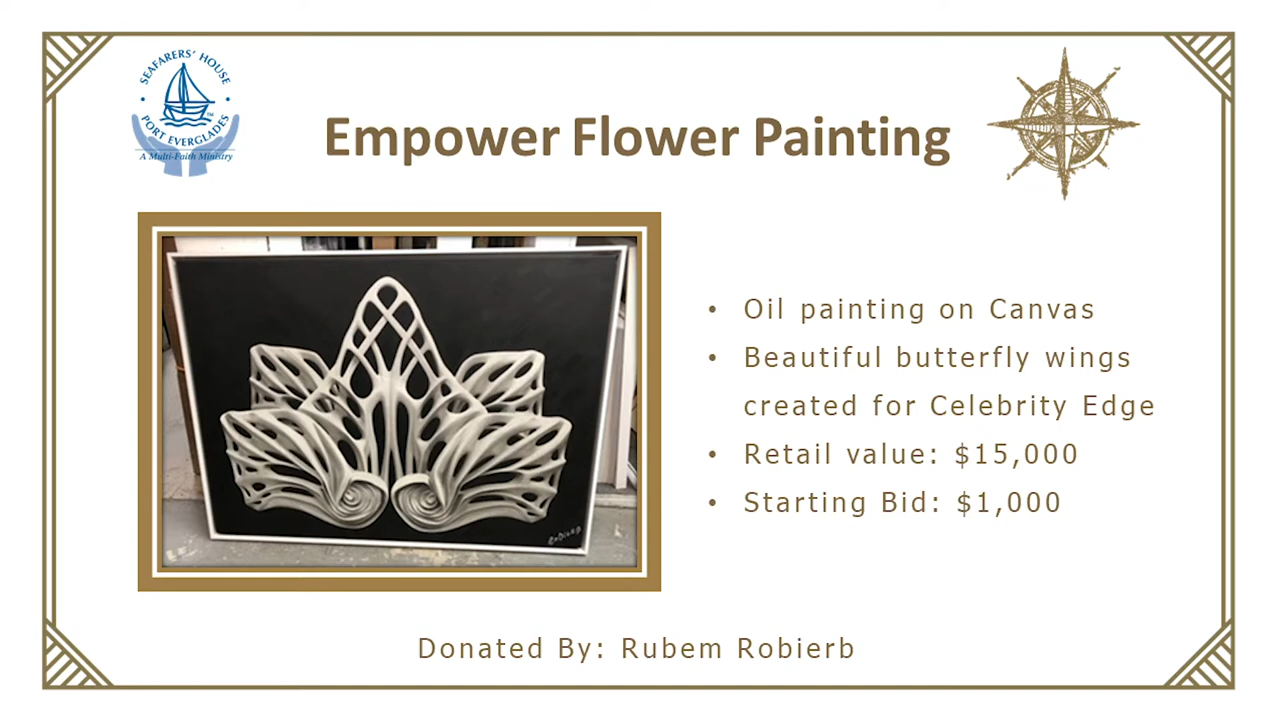 SEAFARERS' HOUSE
PORT EVERGLADES
A Multi-Faith Ministry
Empower Flower Painting
• Oil painting on Canvas
• Beautiful butterfly wings
created for Celebrity Edge
• Retail value: $15,000
• Starting Bid: $1,000
Donated By: Rubem Robierb